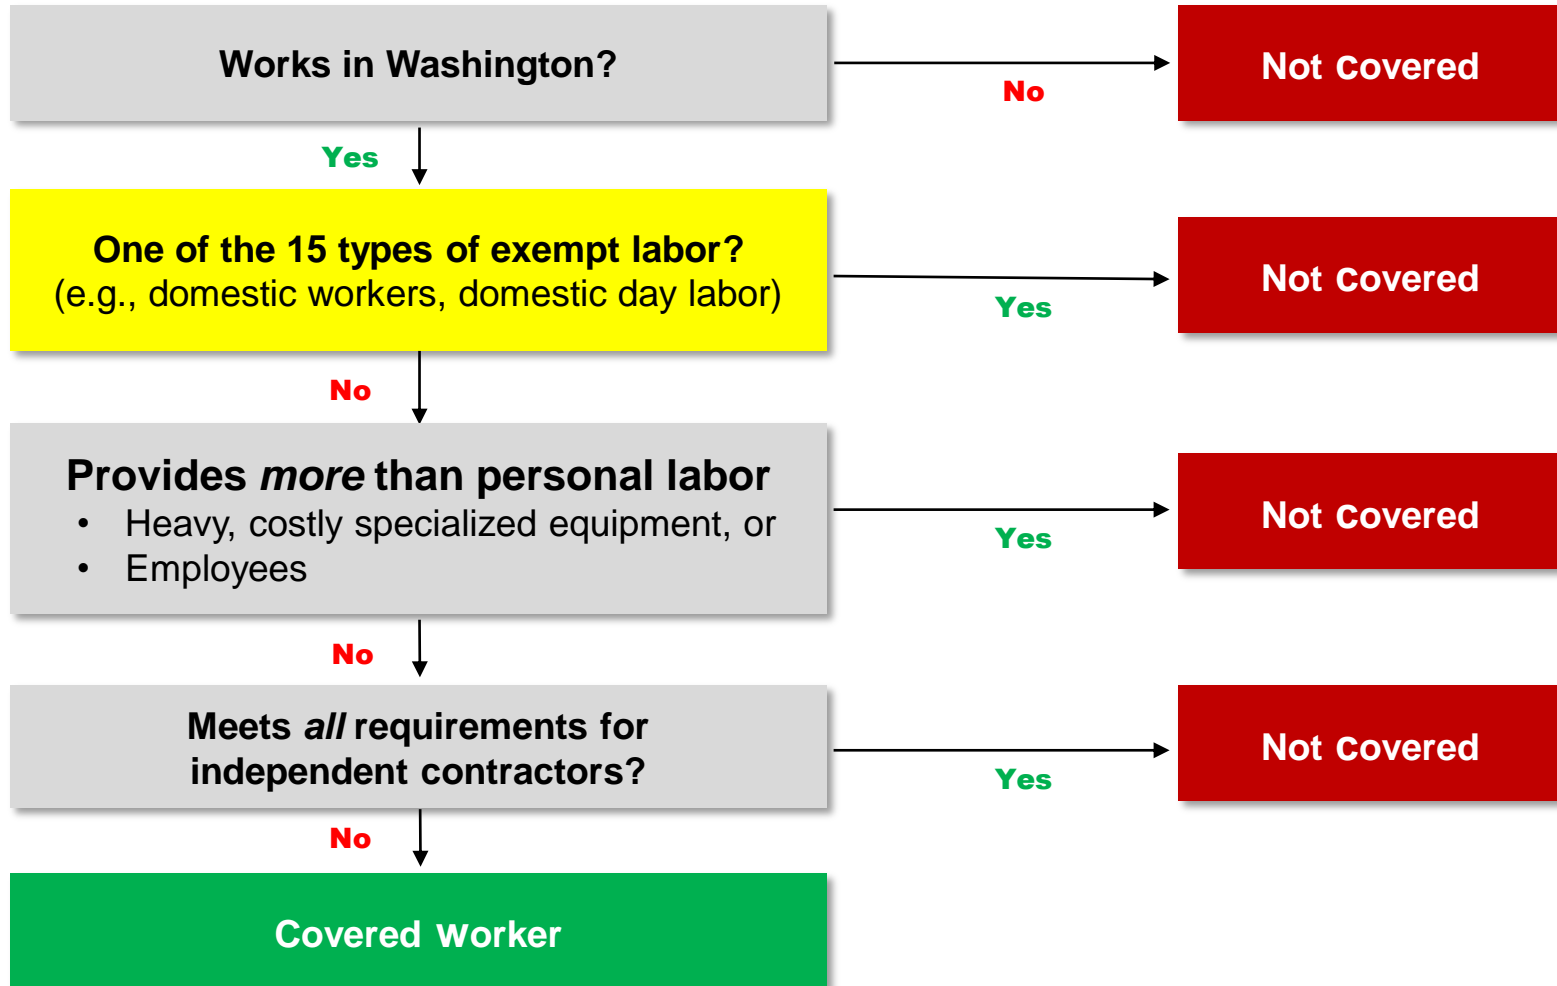 Works in Washington?
No
Not covered
Yes
One of the 15 types of exempt labor?
(e.g., domestic workers, domestic day labor)
Yes
Not covered
No
Provides more than personal labor
• Heavy, costly specialized equipment, or
• Employees
Yes
Not covered
No
Meets all requirements for
independent contractors?
Yes
Not covered
No
Covered worker